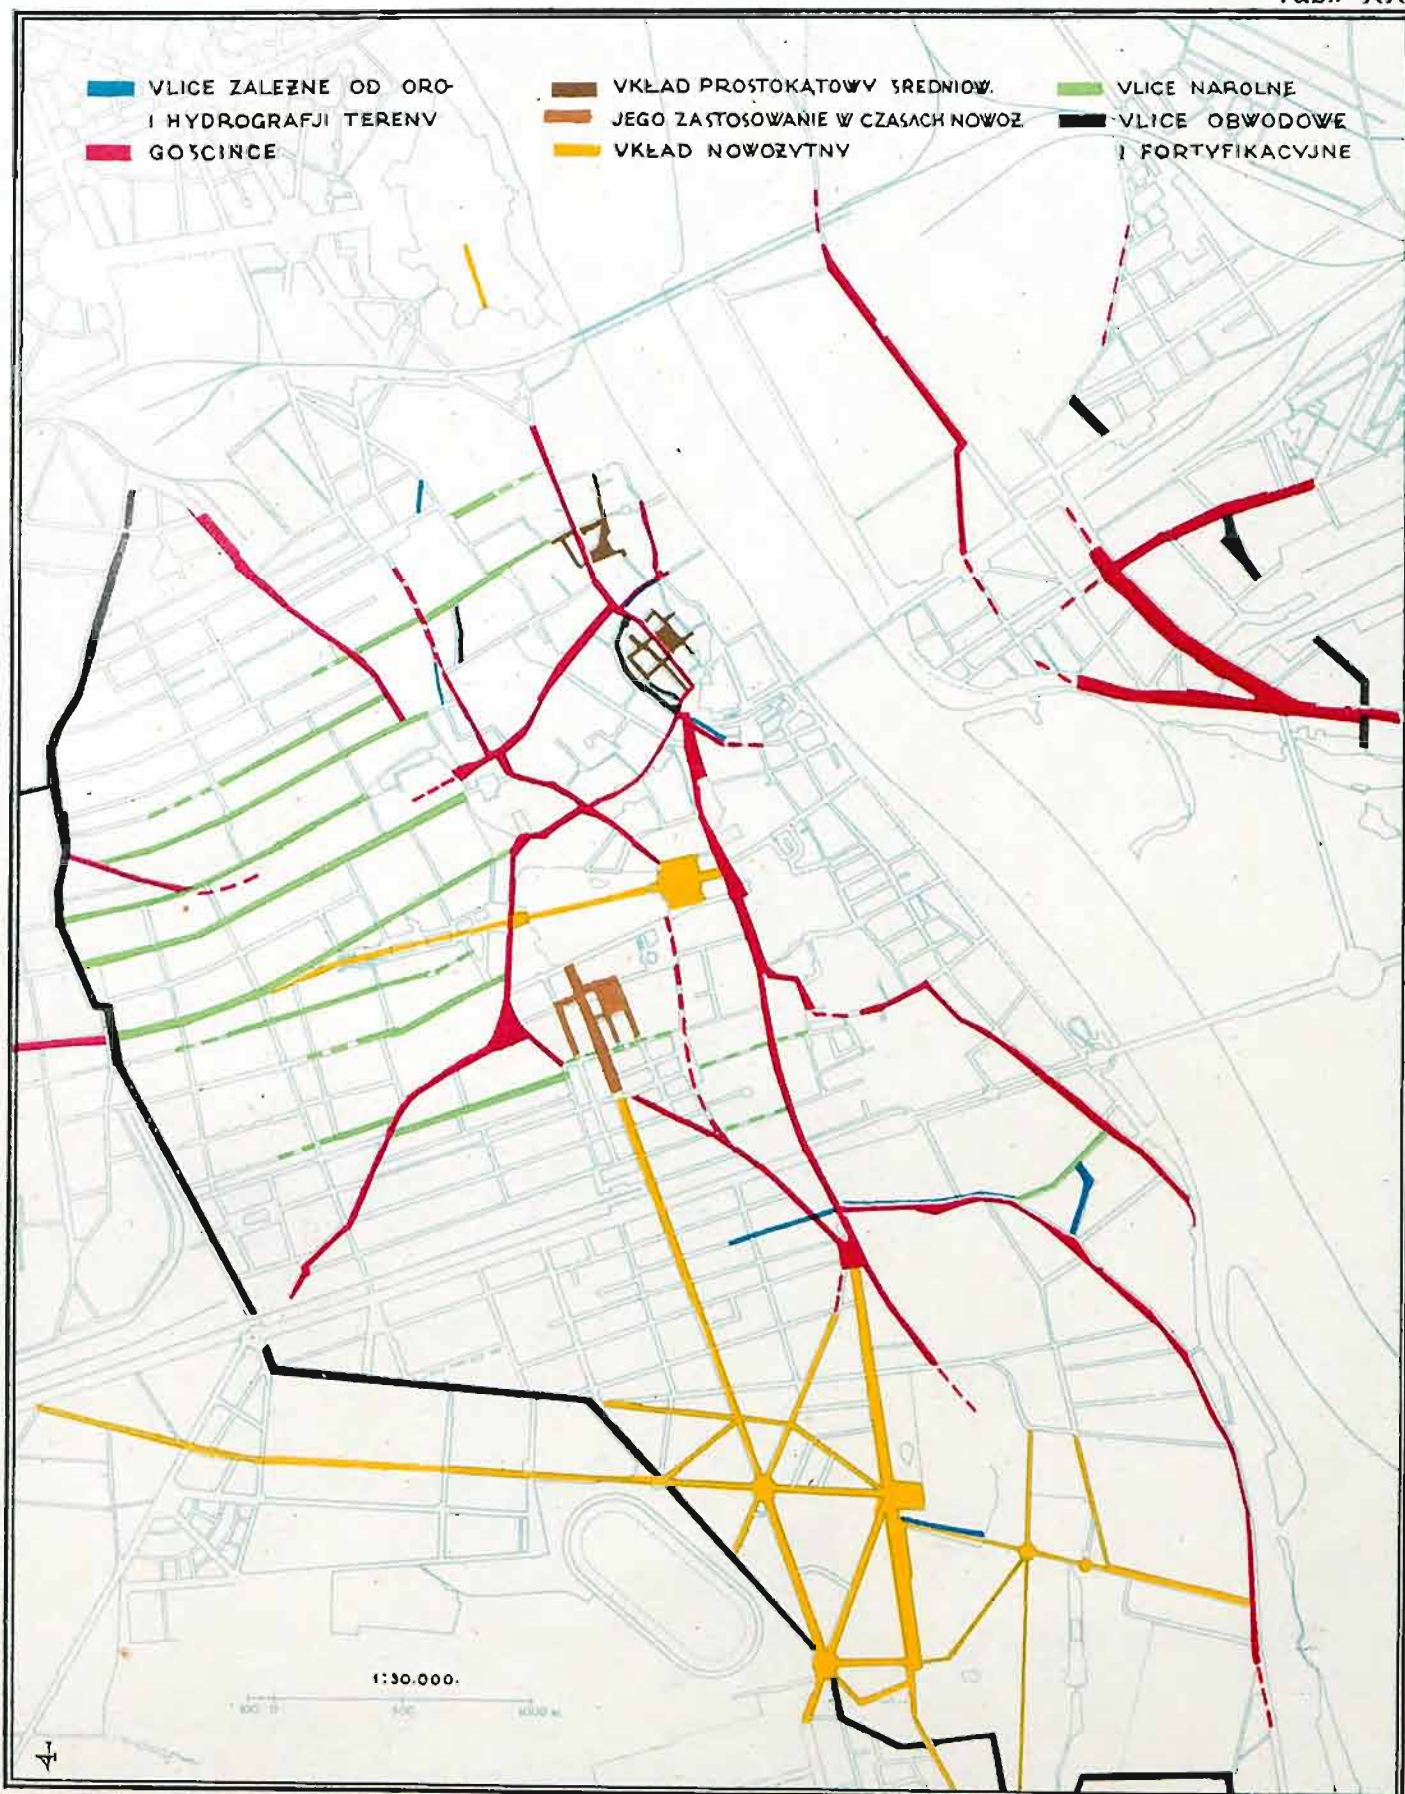 VLICE ZALEŻNE OD ORO-
I HYDROGRAFJI TERENV
GOŚCIŃCE
VKŁAD PROSTOKĄTOWY ŚREDNIOW.
JEGO ZASTOSOWANIE W CZASACH NOWOŻ.
VKŁAD NOWOŻYTNY
VLICE NAROLNE
VLICE OBWODOWE
I FORTYFIKACYJNE
1:30.000.
500
1000 m